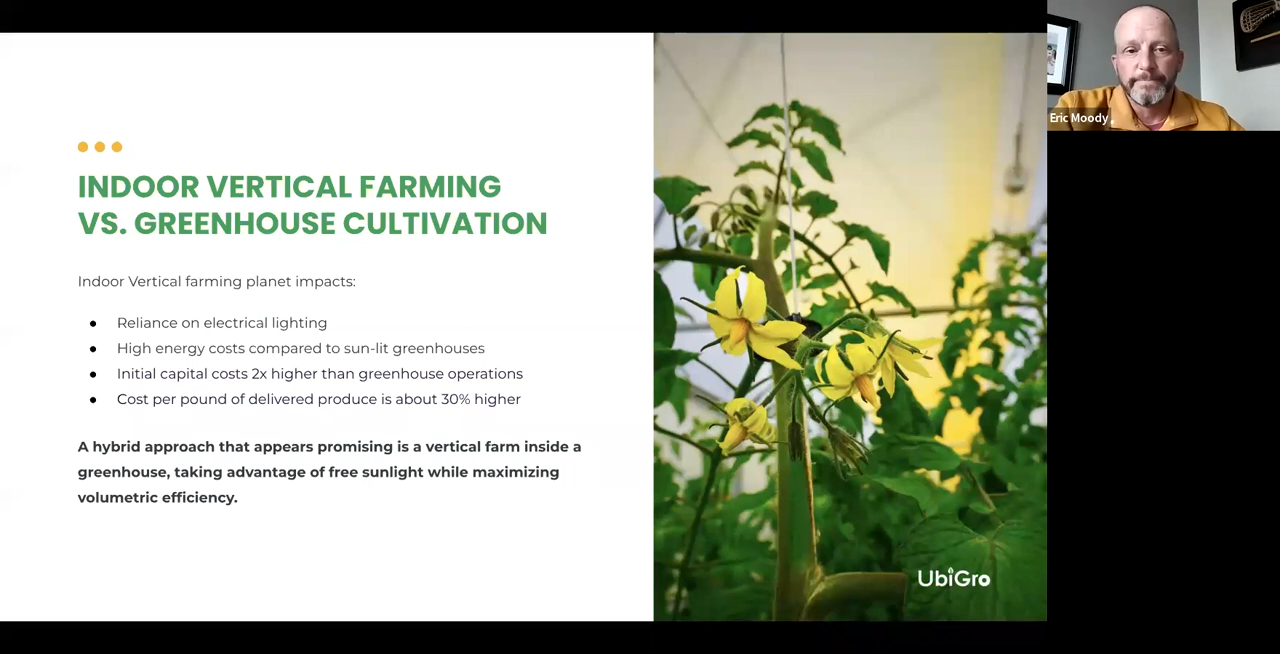 INDOOR VERTICAL FARMING
VS. GREENHOUSE CULTIVATION
Indoor Vertical farming planet impacts:
● Reliance on electrical lighting
● High energy costs compared to sun-lit greenhouses
● Initial capital costs 2x higher than greenhouse operations
● Cost per pound of delivered produce is about 30% higher
A hybrid approach that appears promising is a vertical farm inside a
greenhouse, taking advantage of free sunlight while maximizing
volumetric efficiency.
UbiGro
Eric Moody